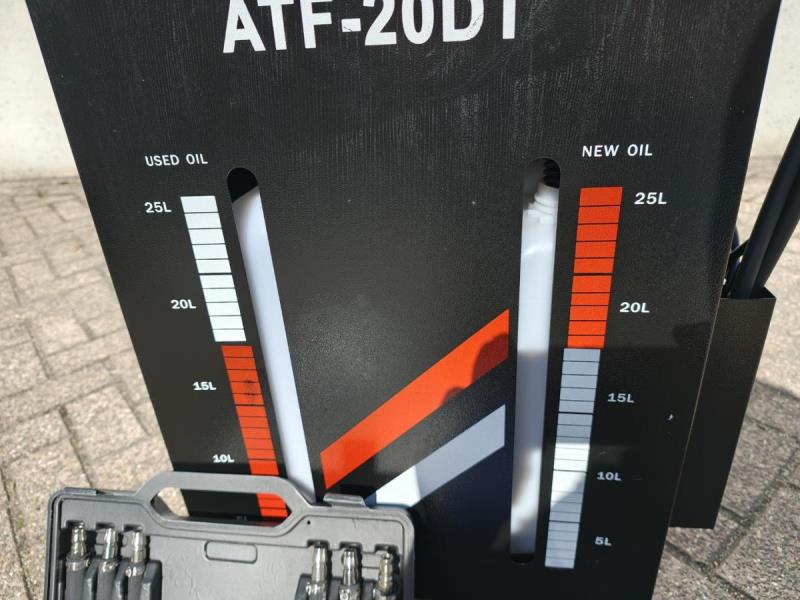 ATF-20DT
USED OIL
25L
20L
15L
10L
NEW OIL
25L
20L
15L
10L
5L